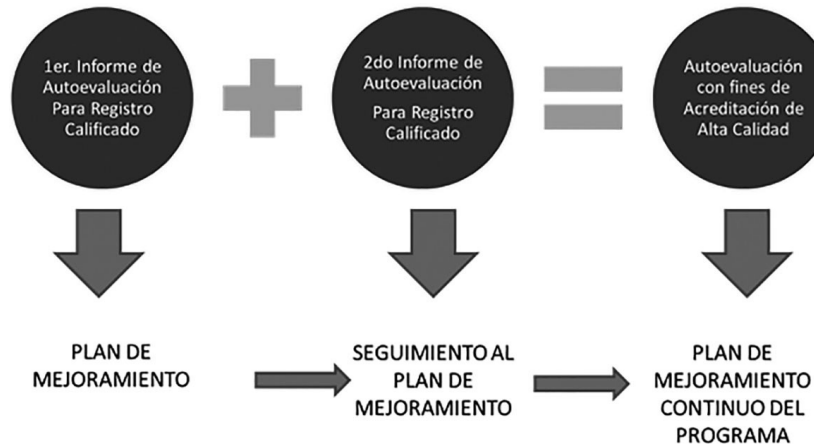 1er. Informe de
Autoevaluación
Para Registro
Calificado
2do Informe de
Autoevaluación
Para Registro
Calificado
Autoevaluación
con fines de
Acreditación de
Alta Calidad
PLAN DE
MEJORAMIENTO
SEGUIMIENTO AL
PLAN DE
MEJORAMIENTO
PLAN DE
MEJORAMIENTO
CONTINUO DEL
PROGRAMA